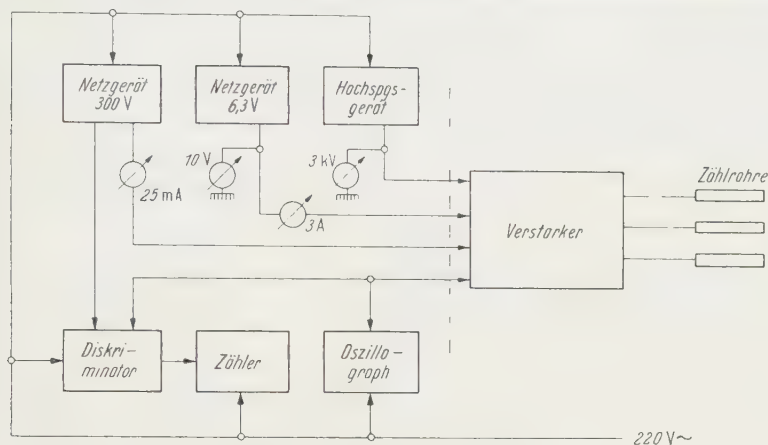 Netzgerät
300 V
Netzgerät
6,3 V
Hochspgs-
gerät
10 V
3 kV
25 mA
3 A
Zählrohre
Verstärker
Diskri-
minator
Zähler
Oszillo-
graph
220 V~